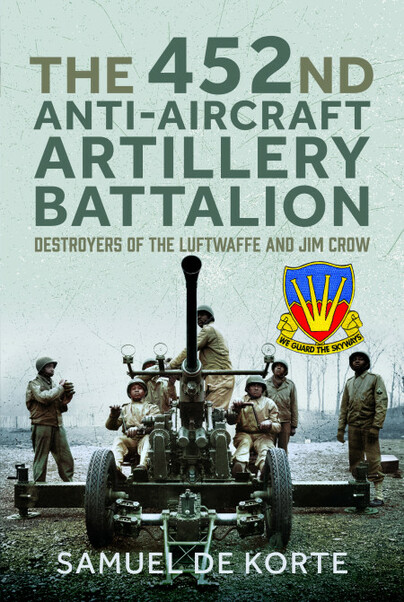 THE 452ND
ANTI-AIRCRAFT
ARTILLERY
BATTALION
DESTROYERS OF THE LUFTWAFFE AND JIM CROW
WE GUARD THE SKYWAYS
SAMUEL DE KORTE